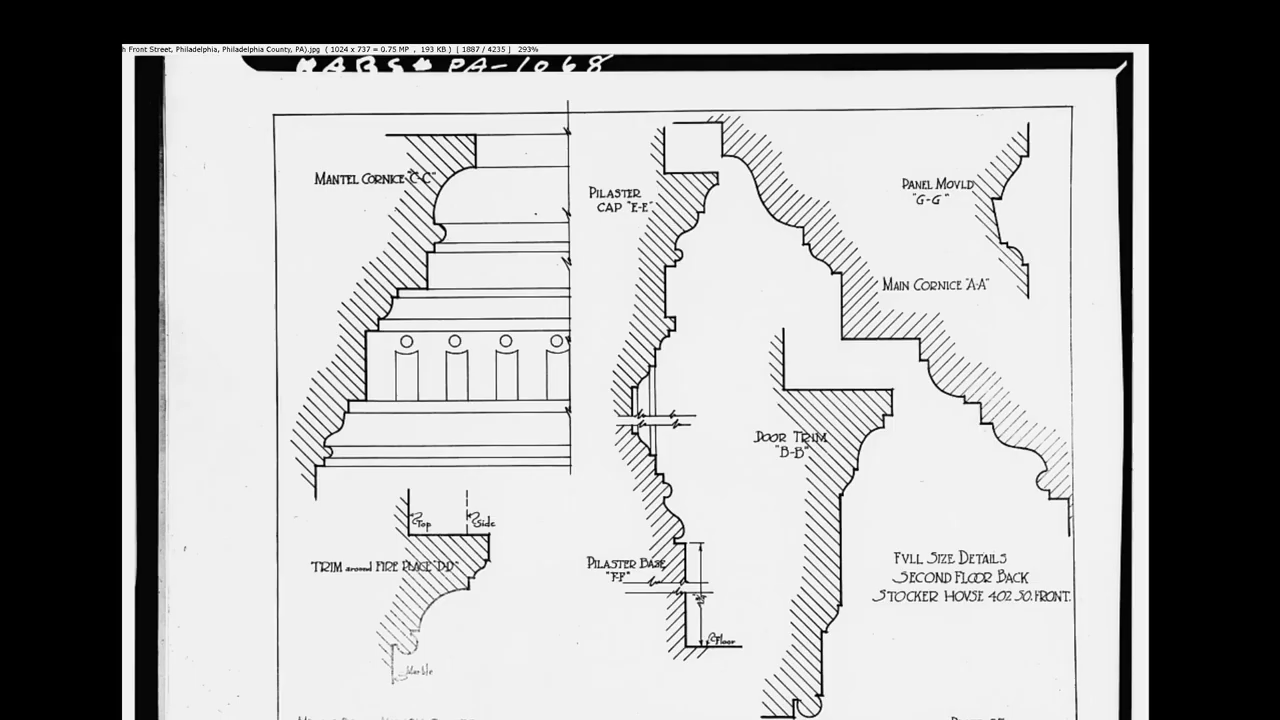 h Front Street, Philadelphia, Philadelphia County, PA).jpg ( 1024 x 737 = 0.75 MP , 193 KB ) [ 1887 / 4235 ] 293%
HABS PA-1068
MANTEL CORNICE "C-C"
PILASTER
CAP "E-E"
PANEL MOVLD
"G-G"
MAIN CORNICE "A-A"
DOOR TRIM
"B-B"
Top
Side
TRIM around FIRE PLACE "D-D"
Marble
PILASTER BASE
"F-F"
Floor
FVLL SIZE DETAILS
SECOND FLOOR BACK
STOCKER HOVSE 402 SO. FRONT.